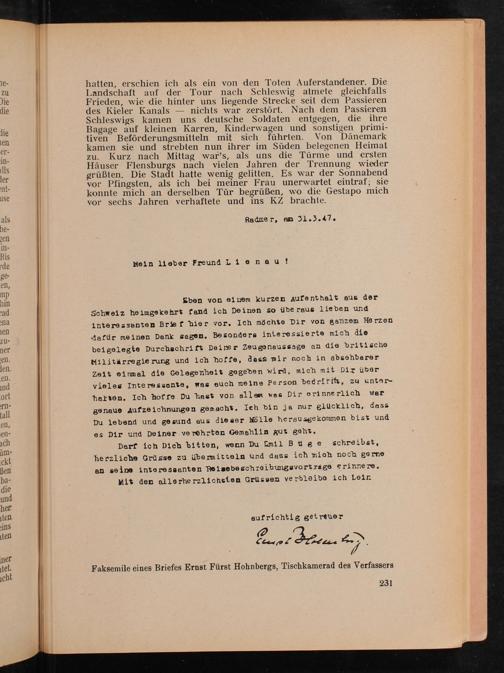 hatten, erschien ich als ein von den Toten Auferstandener. Die
Landschaft auf der Tour nach Schleswig atmete gleichfalls
Frieden, wie die hinter uns liegende Strecke seit dem Passieren
des Kieler Kanals — nichts war zerstört. Nach dem Passieren
Schleswigs kamen uns deutsche Soldaten entgegen, die ihre
Bagage auf kleinen Karren, Kinderwagen und sonstigen primi-
tiven Beförderungsmitteln mit sich führten. Von Dänemark
kamen sie und strebten nun ihrer im Süden belegenen Heimat
zu. Kurz nach Mittag war's, als uns die Türme und ersten
Häuser Flensburgs nach vielen Jahren der Trennung wieder
grüßten. Die Stadt hatte wenig gelitten. Es war der Sonnabend
vor Pfingsten, als ich bei meiner Frau unerwartet eintraf; sie
konnte mich an derselben Tür begrüßen, wo die Gestapo mich
vor sechs Jahren verhaftete und ins KZ brachte.
Radmer, am 31.3.47.
Mein lieber Freund L i e n a u !
Eben von einem kurzen Aufenthalt aus der
Schweiz heimgekehrt fand ich Deinen so überaus lieben und
interessanten Brief hier vor. Ich möchte Dir von ganzen Herzen
dafür meinen Dank sagen. Besonders interessierte mich die
beigelegte Durchschrift Deiner Zeugenaussage an die britische
Militärregierung und ich hoffe, dass mir noch in absehbarer
Zeit einmal die Gelegenheit gegeben wird, mich mit Dir über
vieles Interessante, was auch meine Person bedrifft, zu unter-
halten. Ich hoffe Du hast von allem was Dir erinnerlich war
genaue Aufzeichnungen gemacht. Ich bin ja nur glücklich, dass
Du lebend und gesund aus dieser Hölle herausgekommen bist und
es Dir und Deiner verehrten Gemahlin gut geht.
Darf ich Dich bitten, wenn Du Emil B ü g e schreibst,
herzliche Grüsse zu übermitteln und dass ich mich noch gerne
an seine interessanten Reisebeschreibungsvorträge erinnere.
Mit den allerherzlichsten Grüssen verbleibe ich Dein
aufrichtig getreuer
Ernst Hohenberg.
Faksemile eines Briefes Ernst Fürst Hohnbergs, Tischkamerad des Verfassers
231